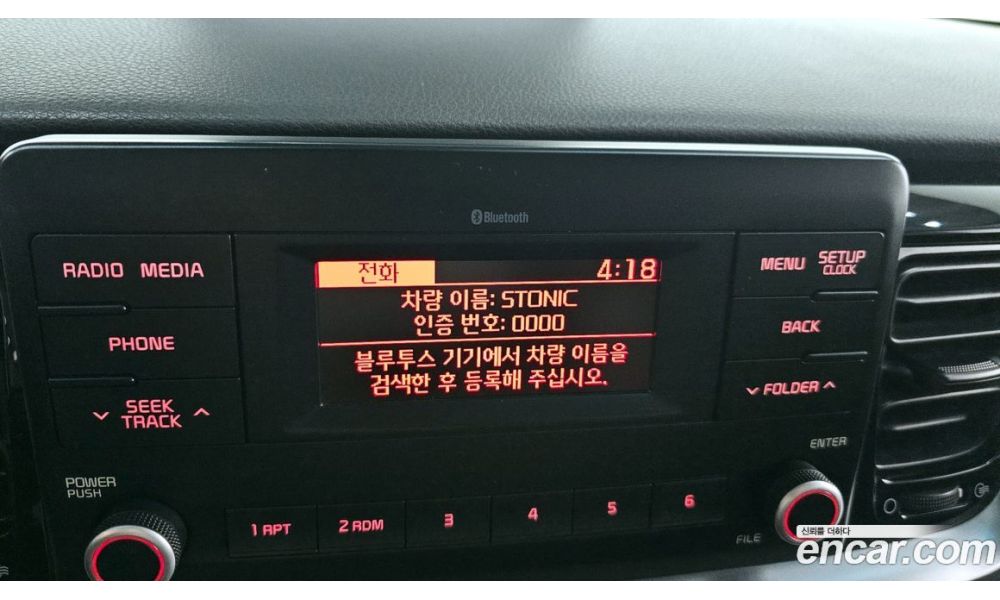 Bluetooth
RADIO MEDIA
전화 4:18
MENU SETUP
CLOCK
차량 이름: STONIC
인증 번호: 0000
PHONE
BACK
블루투스 기기에서 차량 이름을
검색한 후 등록해 주십시오.
SEEK
TRACK
FOLDER
ENTER
POWER
PUSH
1 RPT 2 RDM 3 4 5 6
FILE
신뢰를 더하다
encar.com